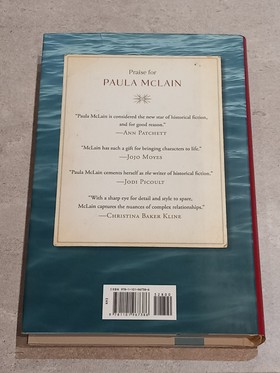 Praise for
PAULA McLAIN
"Paula McLain is considered the new star of historical fiction,
and for good reason."
—ANN PATCHETT
"McLain has such a gift for bringing characters to life."
—JOJO MOYES
"Paula McLain cements herself as the writer of historical fiction."
—JODI PICOULT
"With a sharp eye for detail and style to spare,
McLain captures the nuances of complex relationships."
—CHRISTINA BAKER KLINE